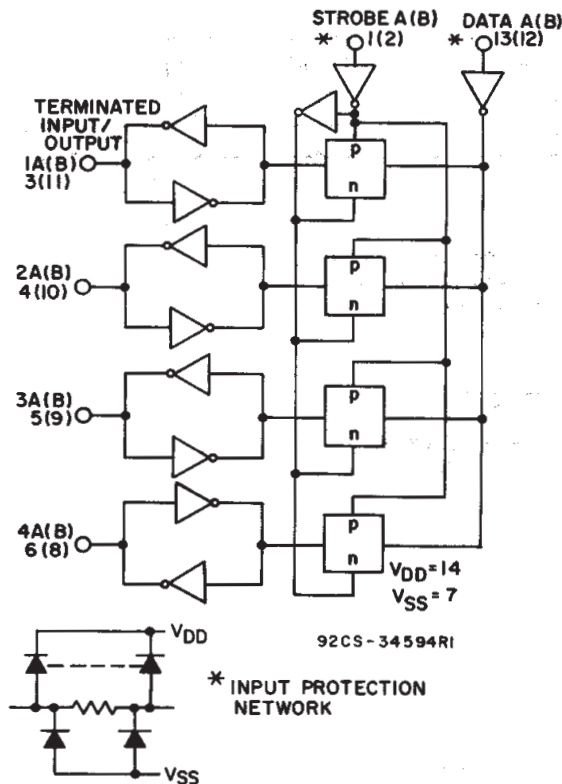 STROBE A(B)
* 1(2)
DATA A(B)
* 13(12)
TERMINATED
INPUT/
OUTPUT
1A(B)
3(11)
p
n
2A(B)
4(10)
p
n
3A(B)
5(9)
p
n
4A(B)
6(8)
p
n
VDD=14
VSS=7
92CS-34594R1
VDD
* INPUT PROTECTION
NETWORK
VSS